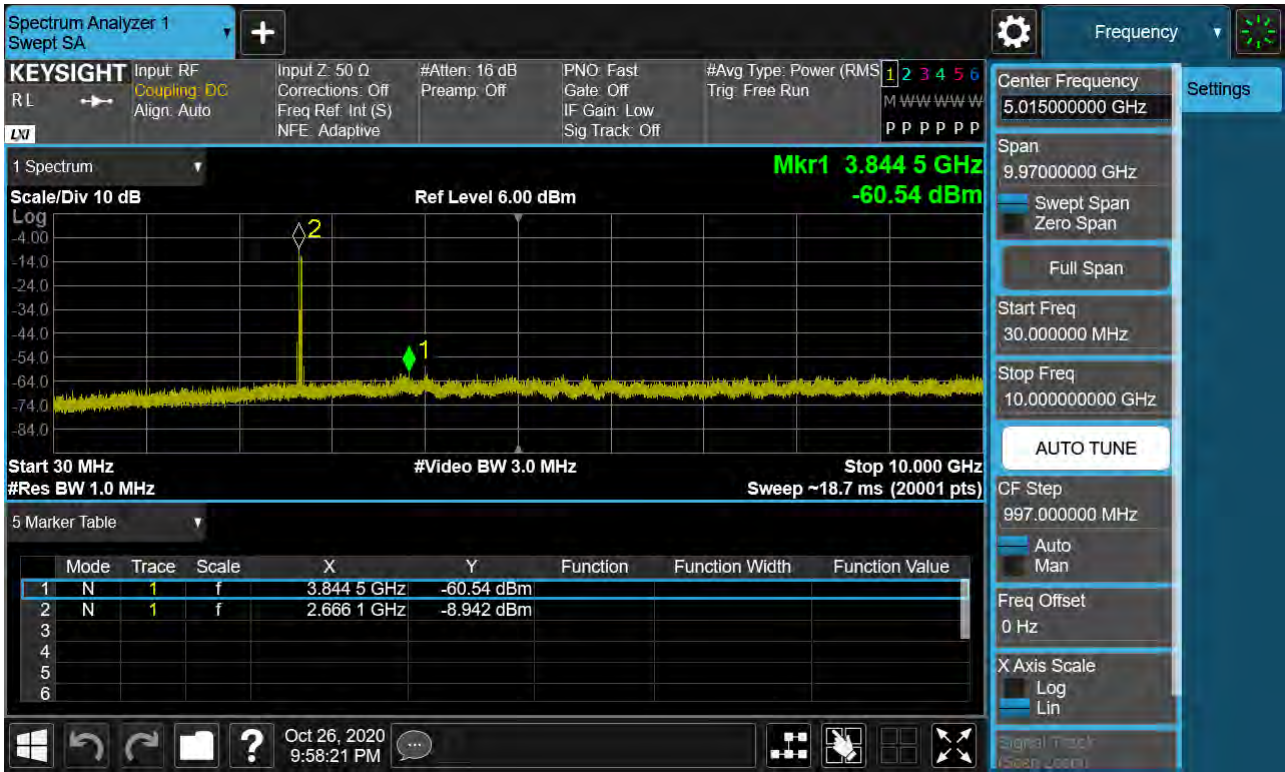 Spectrum Analyzer 1
Swept SA
+
Frequency
KEYSIGHT
RL
LXI
Input: RF
Coupling: DC
Align: Auto
Input Z: 50 Ω
Corrections: Off
Freq Ref: Int (S)
NFE: Adaptive
#Atten: 16 dB
Preamp: Off
PNO: Fast
Gate: Off
IF Gain: Low
Sig Track: Off
#Avg Type: Power (RMS
Trig: Free Run
1 2 3 4 5 6
M W W W W W
P P P P P P
1 Spectrum
Mkr1 3.844 5 GHz
-60.54 dBm
Scale/Div 10 dB
Ref Level 6.00 dBm
Log
-4.00
-14.0
-24.0
-34.0
-44.0
-54.0
-64.0
-74.0
-84.0
2
1
Start 30 MHz
#Video BW 3.0 MHz
Stop 10.000 GHz
#Res BW 1.0 MHz
Sweep ~18.7 ms (20001 pts)
5 Marker Table
Mode Trace Scale X Y Function Function Width Function Value
1 N 1 f 3.844 5 GHz -60.54 dBm
2 N 1 f 2.666 1 GHz -8.942 dBm
3
4
5
6
?
Oct 26, 2020
9:58:21 PM
Center Frequency
5.015000000 GHz
Settings
Span
9.97000000 GHz
Swept Span
Zero Span
Full Span
Start Freq
30.000000 MHz
Stop Freq
10.000000000 GHz
AUTO TUNE
CF Step
997.000000 MHz
Auto
Man
Freq Offset
0 Hz
X Axis Scale
Log
Lin
Signal Track
(Span Zoom)